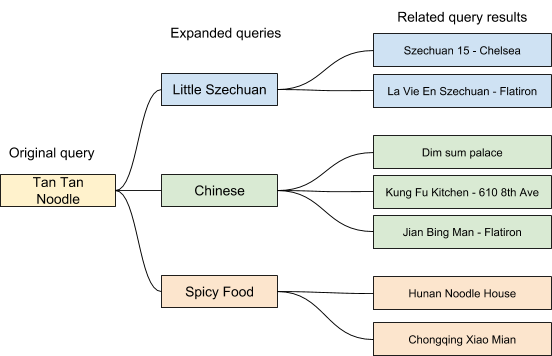 Related query results
Expanded queries
Szechuan 15 - Chelsea
Little Szechuan
La Vie En Szechuan - Flatiron
Original query
Dim sum palace
Tan Tan
Noodle
Chinese
Kung Fu Kitchen - 610 8th Ave
Jian Bing Man - Flatiron
Spicy Food
Hunan Noodle House
Chongqing Xiao Mian